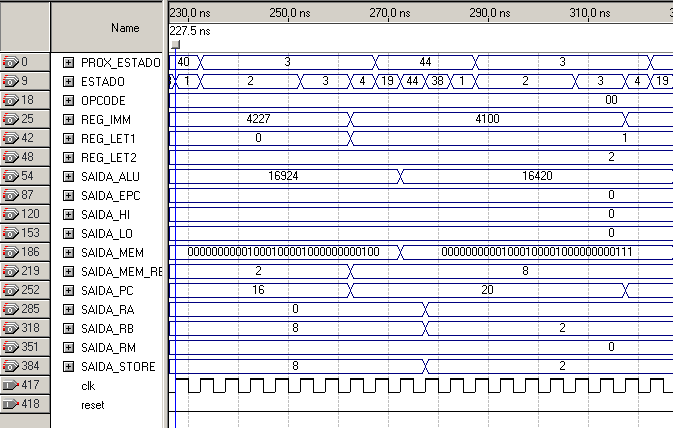 230.0 ns 250.0 ns 270.0 ns 290.0 ns 310.0 ns
Name
227.5 ns
0 PROX_ESTADO 40 3 44 3
9 ESTADO 1 2 3 4 19 44 38 1 2 3 4 19
18 OPCODE 00
25 REG_IMM 4227 4100
42 REG_LET1 0 1
48 REG_LET2 2
54 SAIDA_ALU 16924 16420
87 SAIDA_EPC 0
120 SAIDA_HI 0
153 SAIDA_LO 0
186 SAIDA_MEM 00000000001000100001000000000100 00000000001000100001000000000111
219 SAIDA_MEM_RE 2 8
252 SAIDA_PC 16 20
285 SAIDA_RA 0
318 SAIDA_RB 8 2
351 SAIDA_RM 0
384 SAIDA_STORE 8 2
417 clk
418 reset